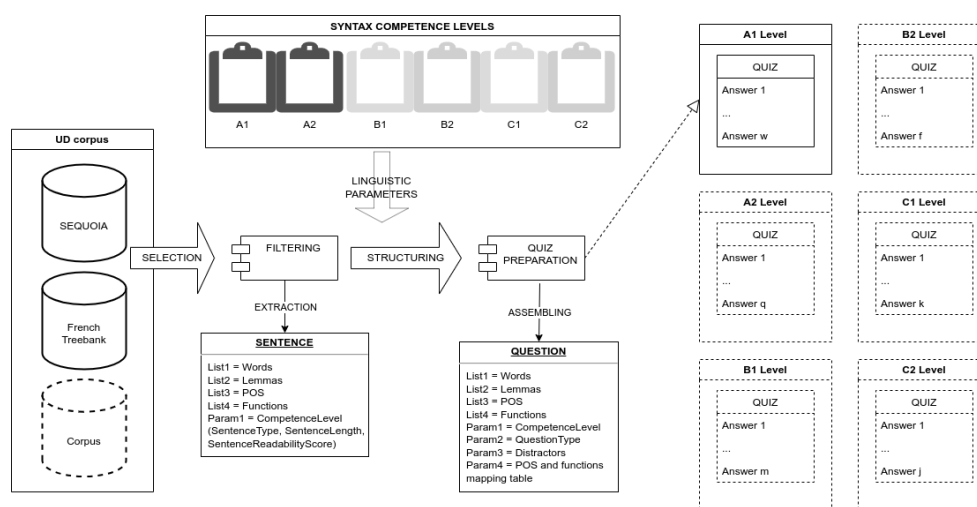 SYNTAX COMPETENCE LEVELS
A1 A2 B1 B2 C1 C2
UD corpus
SEQUOIA
French
Treebank
Corpus
SELECTION
FILTERING
LINGUISTIC
PARAMETERS
STRUCTURING
QUIZ
PREPARATION
EXTRACTION
ASSEMBLING
SENTENCE
List1 = Words
List2 = Lemmas
List3 = POS
List4 = Functions
Param1 = CompetenceLevel
(SentenceType, SentenceLength,
SentenceReadabilityScore)
QUESTION
List1 = Words
List2 = Lemmas
List3 = POS
List4 = Functions
Param1 = CompetenceLevel
Param2 = QuestionType
Param3 = Distractors
Param4 = POS and functions
mapping table
A1 Level
QUIZ
Answer 1
...
Answer w
B2 Level
QUIZ
Answer 1
...
Answer f
A2 Level
QUIZ
Answer 1
...
Answer q
C1 Level
QUIZ
Answer 1
...
Answer k
B1 Level
QUIZ
Answer 1
...
Answer m
C2 Level
QUIZ
Answer 1
...
Answer j